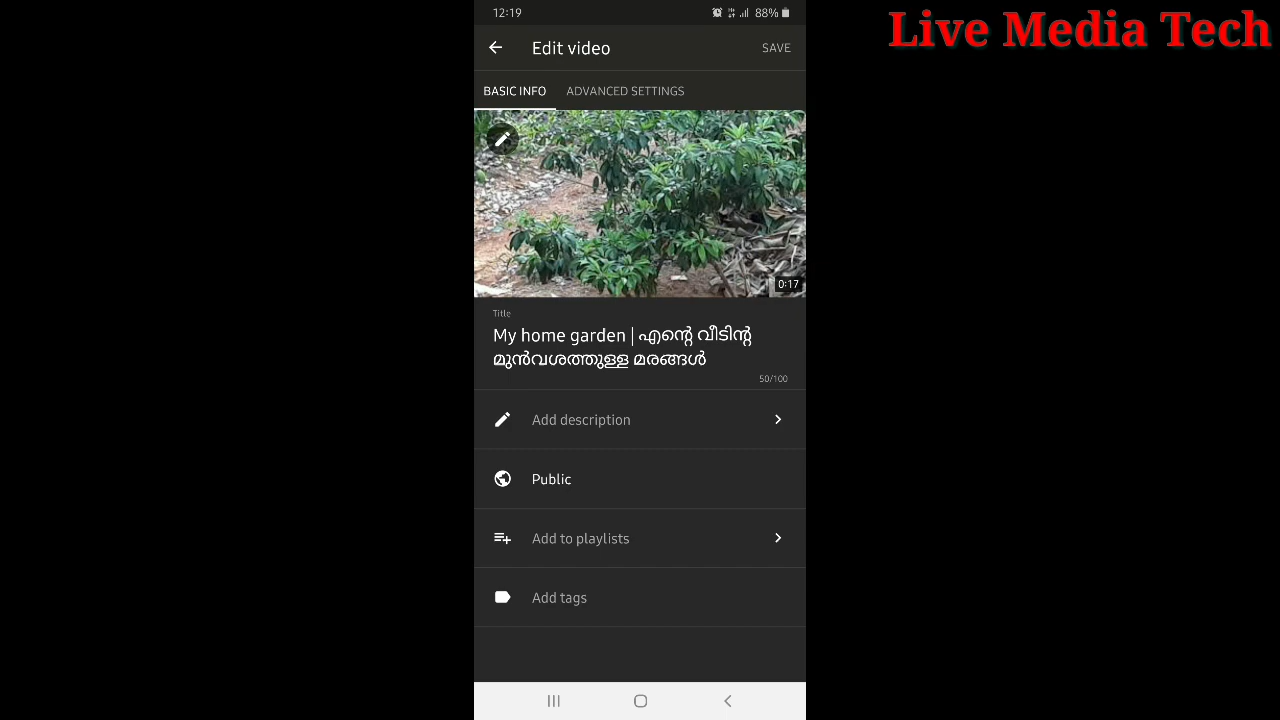 12:19
88%
Live Media Tech
Edit video
SAVE
BASIC INFO
ADVANCED SETTINGS
0:17
Title
My home garden | എന്റെ വീടിന്റ
മുൻവശത്തുള്ള മരങ്ങൾ
50/100
Add description
Public
Add to playlists
Add tags